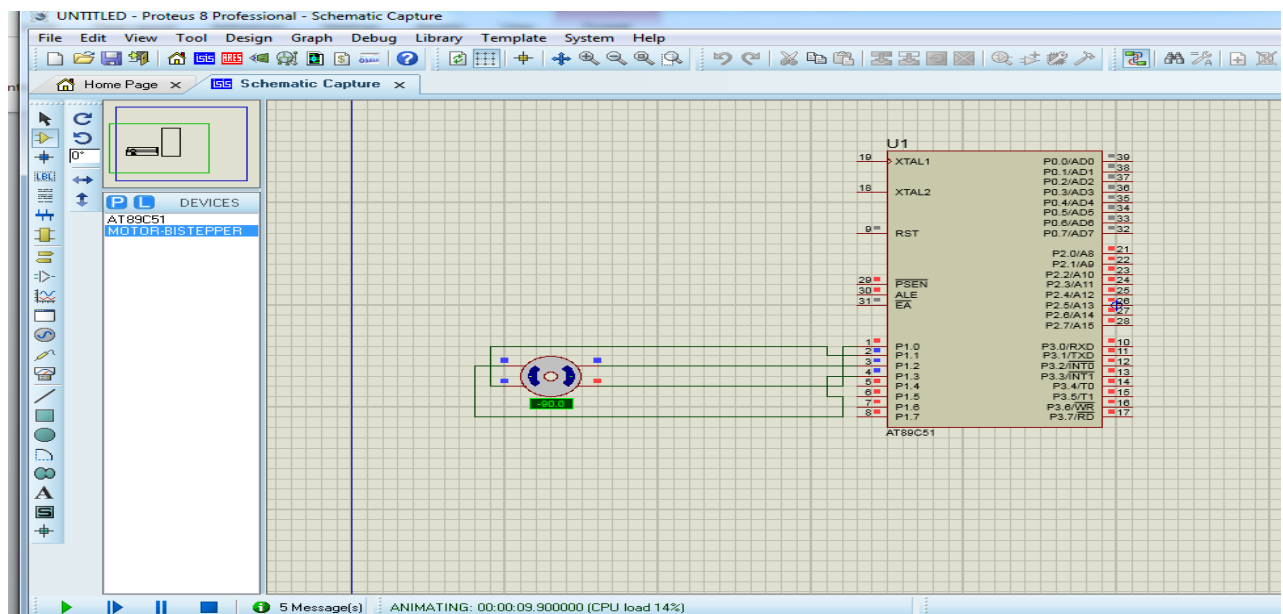 UNTITLED - Proteus 8 Professional - Schematic Capture
File Edit View Tool Design Graph Debug Library Template System Help
Home Page x Schematic Capture x
0°
P L DEVICES
AT89C51
MOTOR-BISTEPPER
U1
19 XTAL1
18 XTAL2
9 RST
29 PSEN
30 ALE
31 EA
1 P1.0
2 P1.1
3 P1.2
4 P1.3
5 P1.4
6 P1.5
7 P1.6
8 P1.7
P0.0/AD0 39
P0.1/AD1 38
P0.2/AD2 37
P0.3/AD3 36
P0.4/AD4 35
P0.5/AD5 34
P0.6/AD6 33
P0.7/AD7 32
P2.0/A8 21
P2.1/A9 22
P2.2/A10 23
P2.3/A11 24
P2.4/A12 25
P2.5/A13 26
P2.6/A14 27
P2.7/A15 28
P3.0/RXD 10
P3.1/TXD 11
P3.2/INT0 12
P3.3/INT1 13
P3.4/T0 14
P3.5/T1 15
P3.6/WR 16
P3.7/RD 17
AT89C51
-90.0
5 Message(s) ANIMATING: 00:00:09.900000 (CPU load 14%)